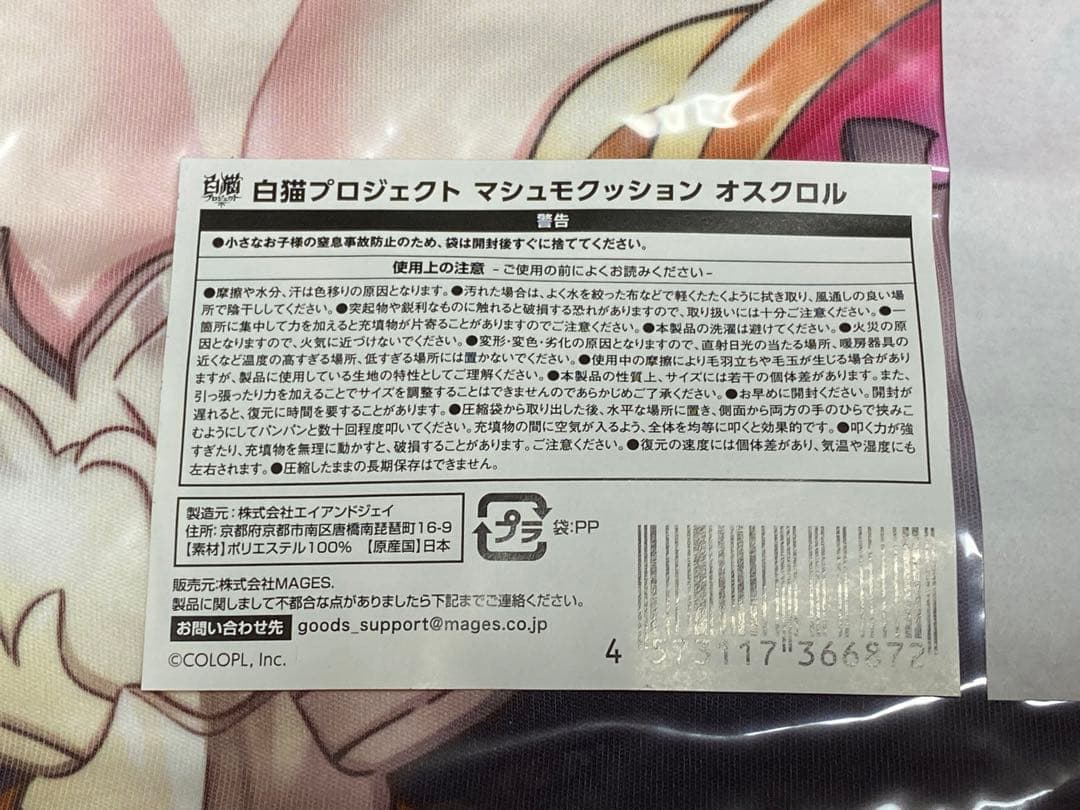 白猫プロジェクト
白猫プロジェクト マシュモクッション オスクロル
警告
●小さなお子様の窒息事故防止のため、袋は開封後すぐに捨ててください。
使用上の注意 -ご使用の前によくお読みください-
●摩擦や水分、汗は色移りの原因となります。●汚れた場合は、よく水を絞った布などで軽くたたくように拭き取り、風通しの良い場
所で陰干ししてください。●突起物や鋭利なものに触れると破損する恐れがありますので、取り扱いには十分ご注意ください。●一
箇所に集中して力を加えると充填物が片寄ることがありますのでご注意ください。●本製品の洗濯は避けてください。●火災の原
因となりますので、火気に近づけないでください。●変形・変色・劣化の原因となりますので、直射日光の当たる場所、暖房器具の
近くなど温度の高すぎる場所、低すぎる場所には置かないでください。●使用中の摩擦により毛羽立ちや毛玉が生じる場合があり
ますが、製品に使用している生地の特性としてご理解ください。●本製品の性質上、サイズには若干の個体差があります。また、
引っ張ったり力を加えることでサイズを調整することはできませんのであらかじめご了承ください。●お早めに開封ください。開封が
遅れると、復元に時間を要することがあります。●圧縮袋から取り出した後、水平な場所に置き、側面から両方の手のひらで挟みこ
むようにしてパンパンと数十回程度叩いてください。充填物の間に空気が入るよう、全体を均等に叩くと効果的です。●叩く力が強
すぎたり、充填物を無理に動かすと、破損することがあります。ご注意ください。●復元の速度には個体差があり、気温や湿度にも
左右されます。●圧縮したままの長期保存はできません。
製造元：株式会社エイアンドジェイ
住所：京都府京都市南区唐橋南琵琶町16-9
【素材】ポリエステル100% 【原産国】日本
プラ 袋：PP
販売元：株式会社MAGES.
製品に関しまして不都合な点がありましたら下記までご連絡ください。
お問い合わせ先 goods_support@mages.co.jp
©COLOPL, Inc.
4 573117 366872